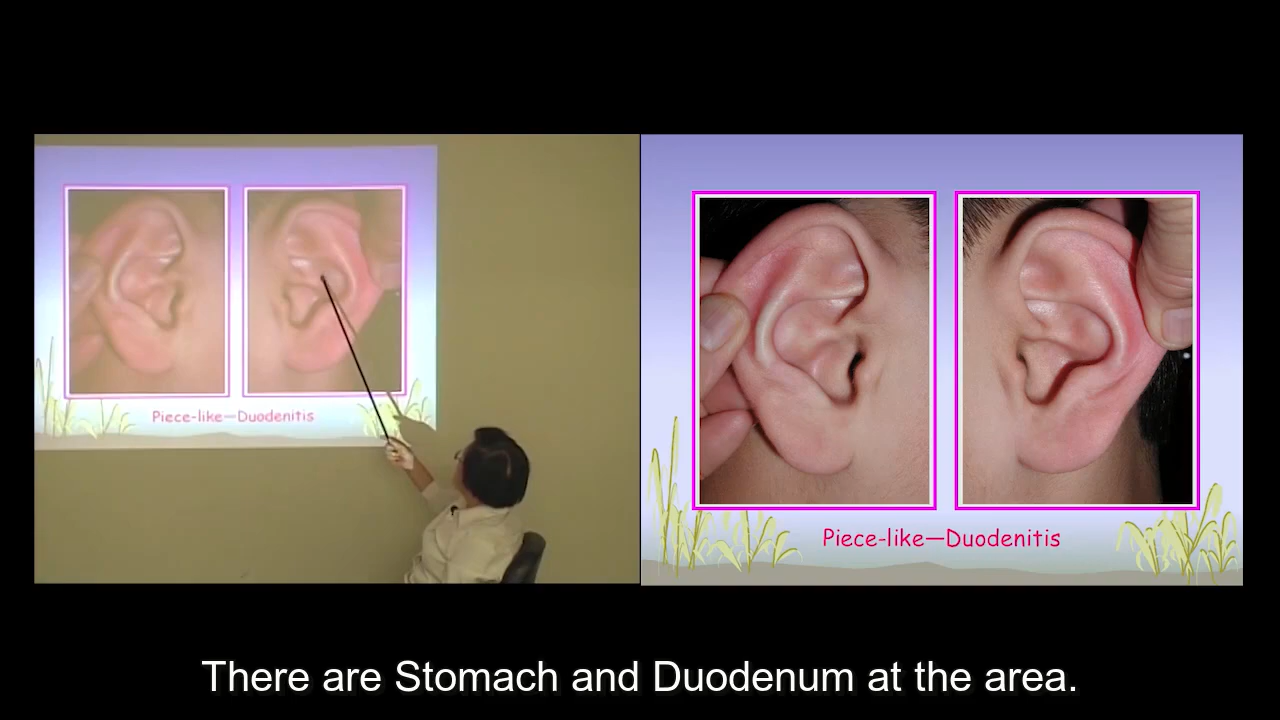 Piece-like—Duodenitis
Piece-like—Duodenitis
There are Stomach and Duodenum at the area.